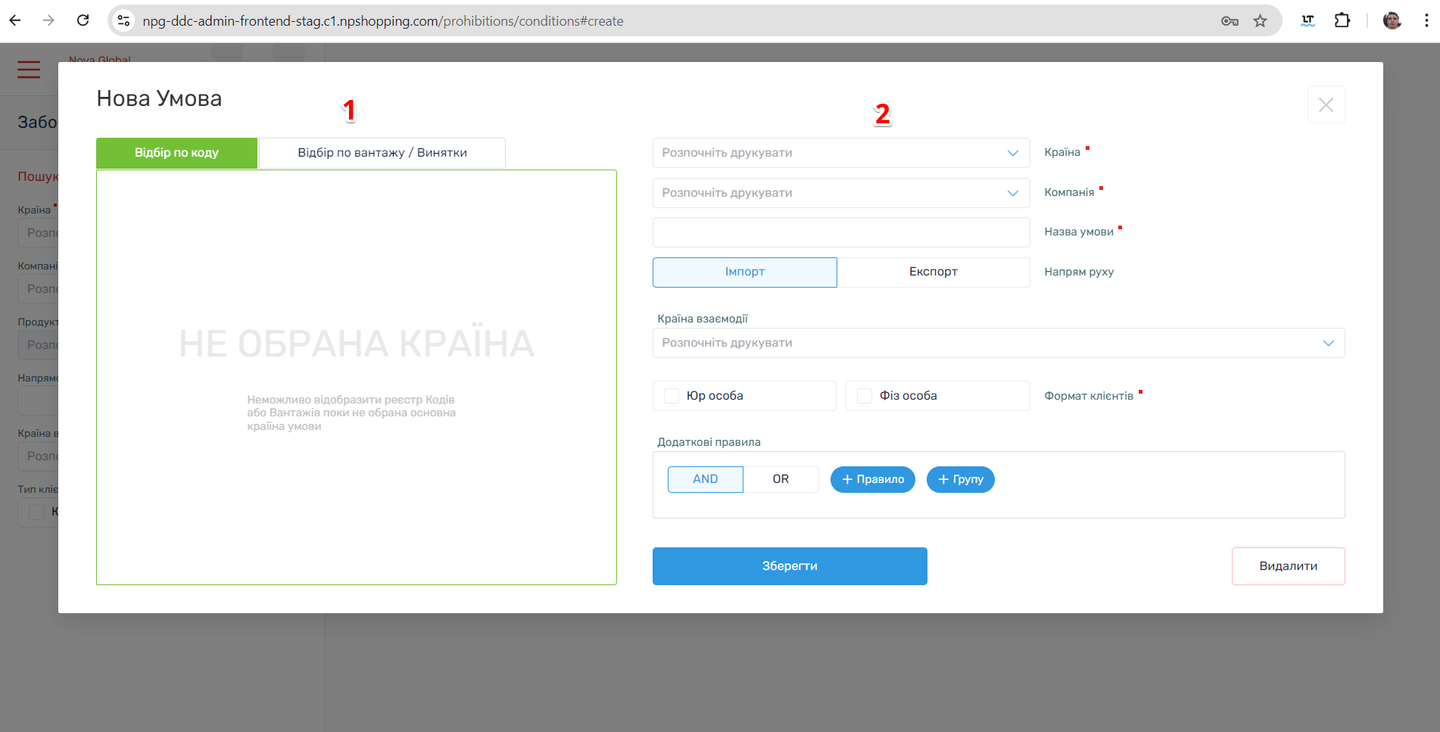 npg-ddc-admin-frontend-stag.c1.npshopping.com/prohibitions/conditions#create
LT
Nova Global
Забо
Пошук
Країна
Розпо
Компані
Розпо
Продукт
Розпо
Напрямо
Країна в
Розпо
Тип кліє
Нова Умова
1
Відбір по коду
Відбір по вантажу / Винятки
НЕ ОБРАНА КРАЇНА
Неможливо відобразити реєстр Кодів
або Вантажів поки не обрана основна
країіна умови
2
Розпочніть друкувати
Країна
Розпочніть друкувати
Компанія
Назва умови
Імпорт
Експорт
Напрям руху
Країна взаємодії
Розпочніть друкувати
Юр особа
Фіз особа
Формат клієнтів
Додаткові правила
AND
OR
+ Правило
+ Групу
Зберегти
Видалити